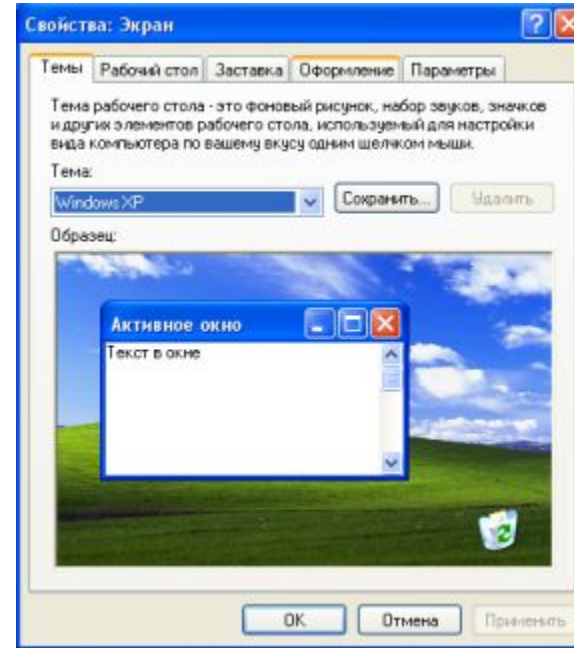 Свойства: Экран
Темы Рабочий стол Заставка Оформление Параметры
Тема рабочего стола - это фоновый рисунок, набор звуков, значков
и других элементов рабочего стола, используемый для настройки
вида компьютера по вашему вкусу одним щелчком мыши.
Тема:
Windows XP Сохранить... Удалить
Образец:
Активное окно
Текст в окне
OK Отмена Применить